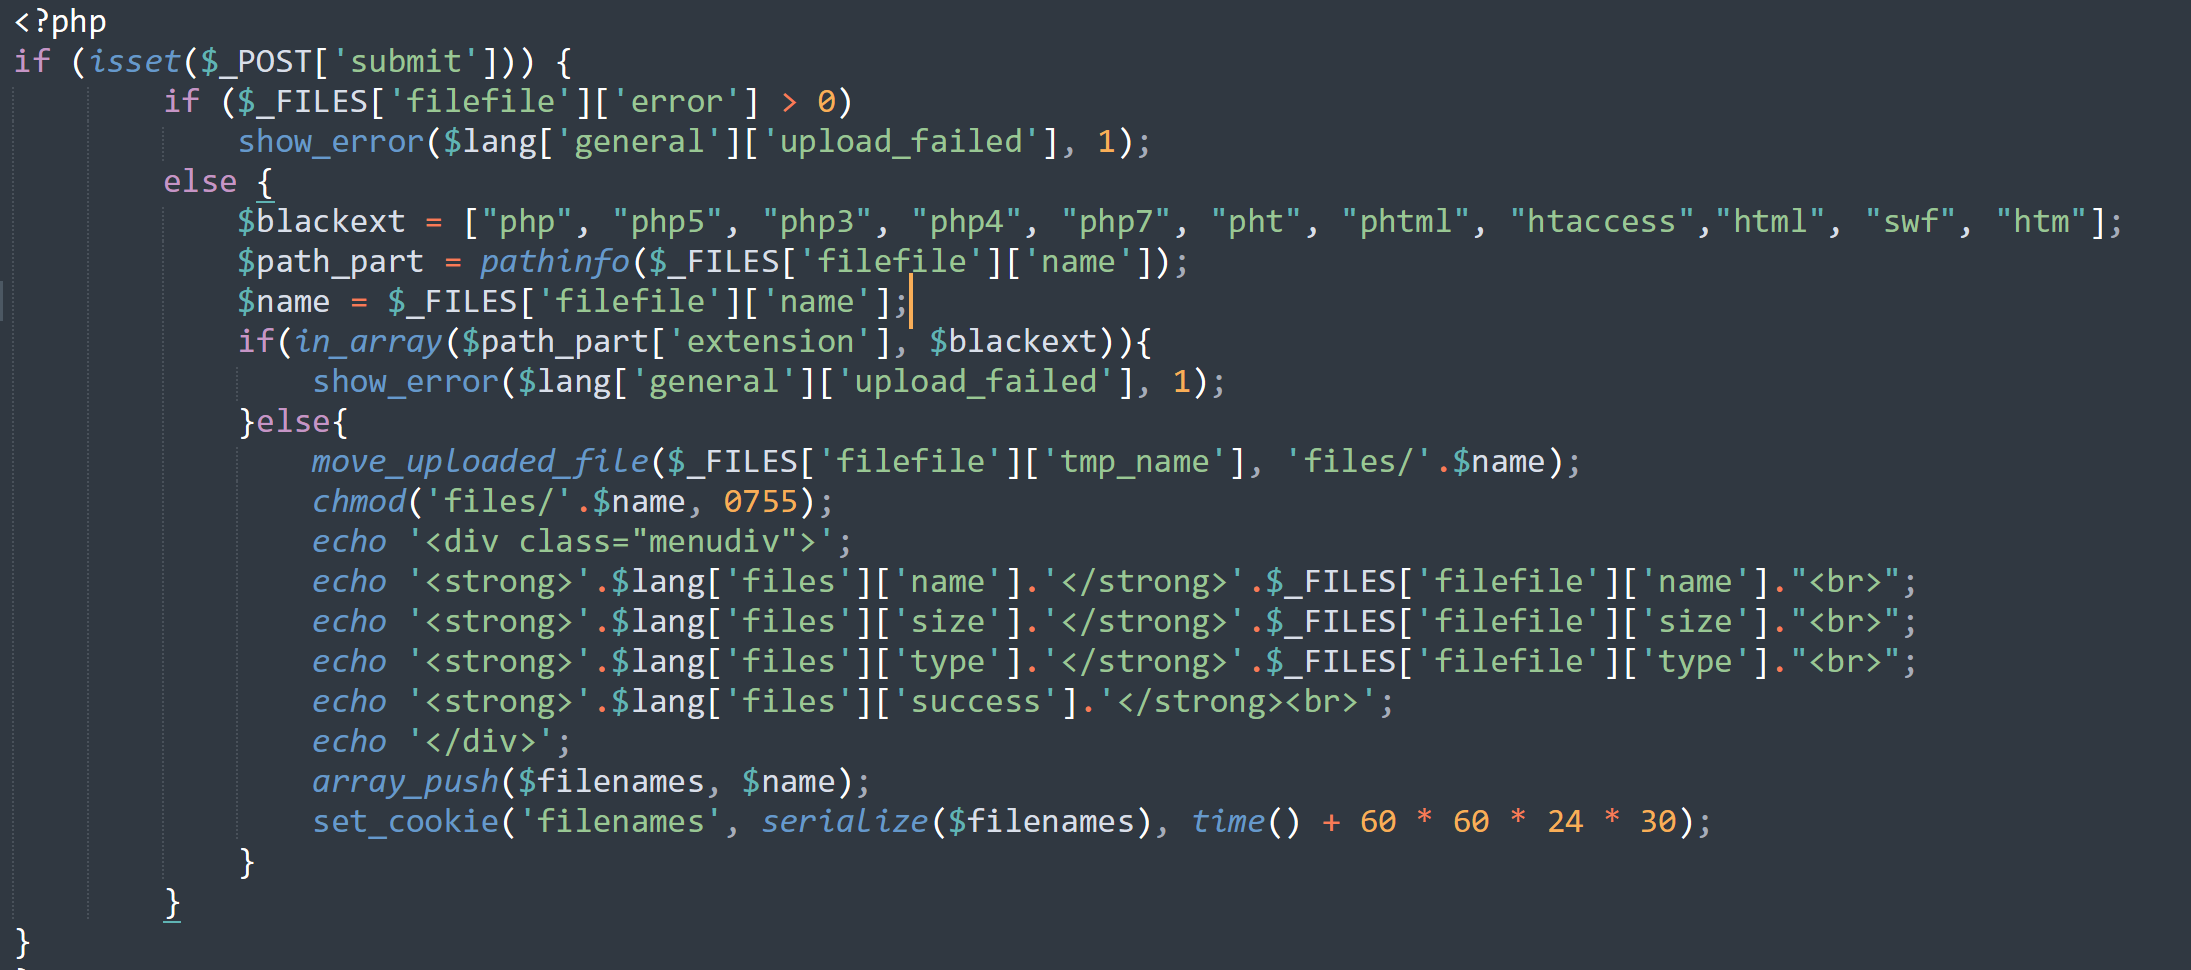 <?php
if (isset($_POST['submit'])) {
if ($_FILES['filefile']['error'] > 0)
show_error($lang['general']['upload_failed'], 1);
else {
$blackext = ["php", "php5", "php3", "php4", "php7", "pht", "phtml", "htaccess","html", "swf", "htm"];
$path_part = pathinfo($_FILES['filefile']['name']);
$name = $_FILES['filefile']['name'];
if(in_array($path_part['extension'], $blackext)){
show_error($lang['general']['upload_failed'], 1);
}else{
move_uploaded_file($_FILES['filefile']['tmp_name'], 'files/'.$name);
chmod('files/'.$name, 0755);
echo '<div class="menudiv">';
echo '<strong>'.$lang['files']['name'].'</strong>'.$_FILES['filefile']['name']."<br>";
echo '<strong>'.$lang['files']['size'].'</strong>'.$_FILES['filefile']['size']."<br>";
echo '<strong>'.$lang['files']['type'].'</strong>'.$_FILES['filefile']['type']."<br>";
echo '<strong>'.$lang['files']['success'].'</strong><br>';
echo '</div>';
array_push($filenames, $name);
set_cookie('filenames', serialize($filenames), time() + 60 * 60 * 24 * 30);
}
}
}